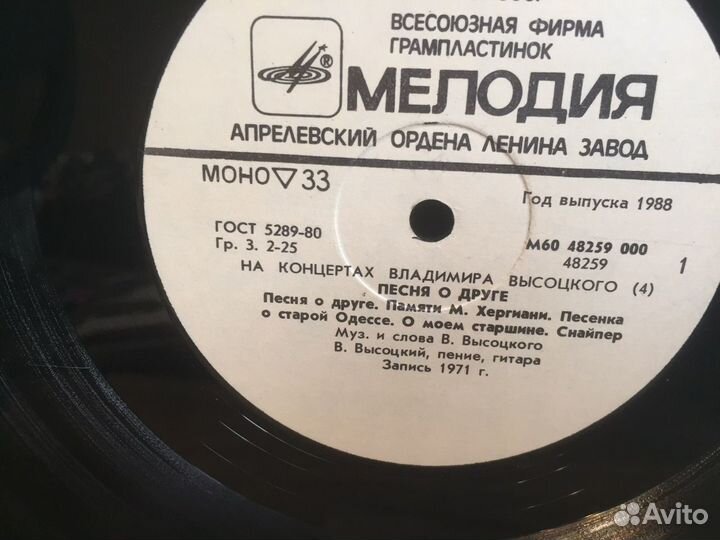 ВСЕСОЮЗНАЯ ФИРМА
ГРАМПЛАСТИНОК
®
МЕЛОДИЯ
АПРЕЛЕВСКИЙ ОРДЕНА ЛЕНИНА ЗАВОД
МОНО ▽ 33
Год выпуска 1988
ГОСТ 5289-80
Гр. 3. 2-25
М60 48259 000
48259
1
НА КОНЦЕРТАХ ВЛАДИМИРА ВЫСОЦКОГО (4)
ПЕСНЯ О ДРУГЕ
Песня о друге. Памяти М. Хергиани. Песенка
о старой Одессе. О моем старшине. Снайпер
Муз. и слова В. Высоцкого
В. Высоцкий, пение, гитара
Запись 1971 г.
Avito